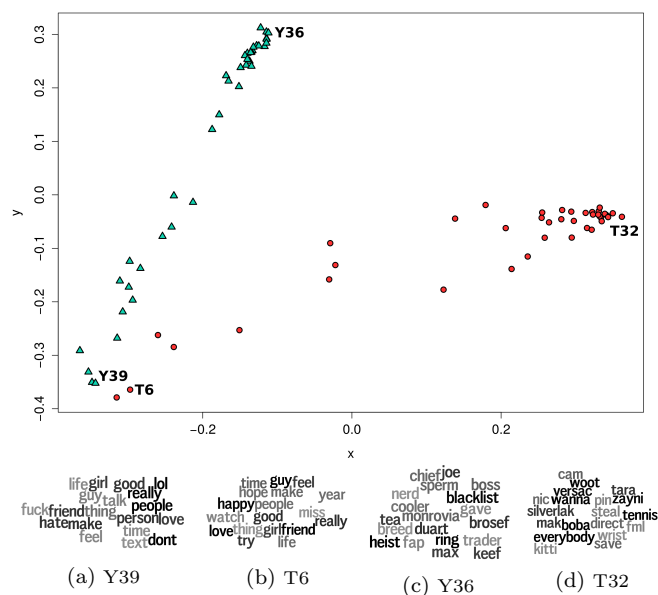 0.3
0.2
0.1
0.0
−0.1
−0.2
−0.3
−0.4
y
Y36
T32
Y39
T6
−0.2
0.0
0.2
x
life girl good lol
guy talk really
fuck friend thing people
hate make person love
feel time
text dont
time guy feel
hope make year
happy people
watch good miss
love thing girlfriend really
try life
chief joe
sperm boss
nerd blacklist
cooler gave
tea monrovia brosef
breed duart
heist fap ring trader
max keef
cam
woot tara
versac
nic wanna pin zayni
silverlak steal tennis
mak boba direct fml
everybody wrist
kitti save
(a) Y39
(b) T6
(c) Y36
(d) T32